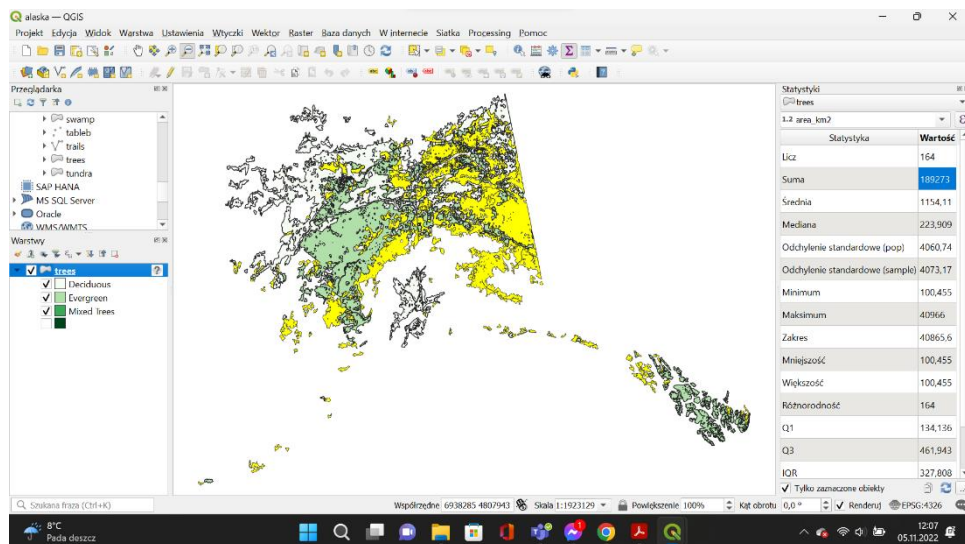 alaska — QGIS
Projekt Edycja Widok Warstwa Ustawienia Wtyczki Wektor Raster Baza danych W internecie Siatka Processing Pomoc
Przeglądarka
swamp
tableb
trails
trees
tundra
SAP HANA
MS SQL Server
Oracle
WMS/WMTS
Warstwy
trees
Deciduous
Evergreen
Mixed Trees
Statystyki
trees
1.2 area_km2
Statystyka Wartość
Licz 164
Suma 189273
Średnia 1154,11
Mediana 223,909
Odchylenie standardowe (pop) 4060,74
Odchylenie standardowe (sample) 4073,17
Minimum 100,455
Maksimum 40966
Zakres 40865,6
Mniejszość 100,455
Większość 100,455
Różnorodność 164
Q1 134,136
Q3 461,943
IQR 327,808
Tylko zaznaczone obiekty
Szukana fraza (Ctrl+K)
Współrzędne 6938285 4807943 Skala 1:1923129 Powiększenie 100% Kąt obrotu 0,0 ° Renderuj EPSG:4326
8°C
Pada deszcz
12:07
05.11.2022